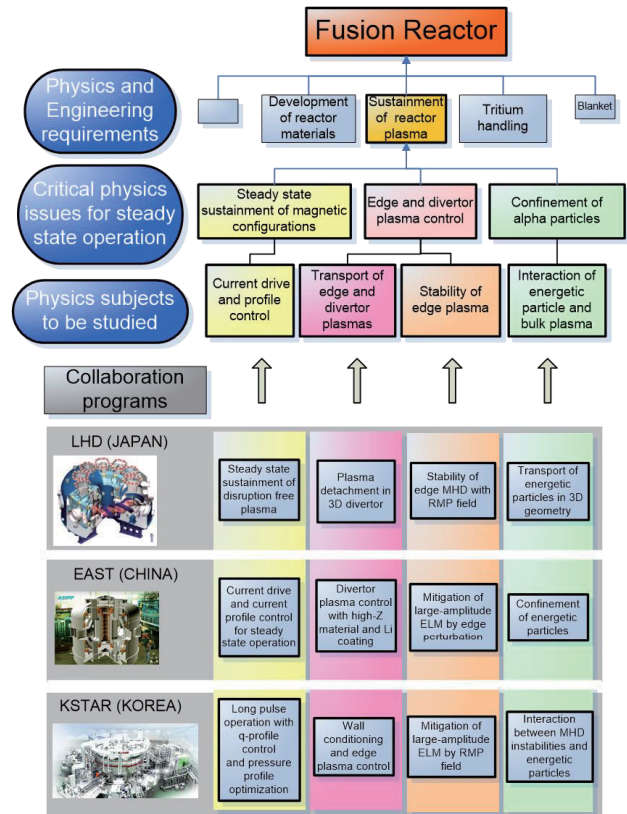 Fusion Reactor
Physics and
Engineering
requirements
Development
of reactor
materials
Sustainment
of reactor
plasma
Tritium
handling
Blanket
Critical physics
issues for steady
state operation
Steady state
sustainment of magnetic
configurations
Edge and divertor
plasma control
Confinement
of alpha particles
Physics subjects
to be studied
Current drive
and profile
control
Transport of
edge and
divertor
plasmas
Stability of
edge plasma
Interaction of
energetic
particle and
bulk plasma
Collaboration
programs
LHD (JAPAN)
Steady state
sustainment of
disruption free
plasma
Plasma
detachment in
3D divertor
Stability of
edge MHD with
RMP field
Transport of
energetic
particles in 3D
geometry
EAST (CHINA)
ASIPP
Current drive
and current
profile control
for steady
state operation
Divertor
plasma control
with high-Z
material and Li
coating
Mitigation of
large-amplitude
ELM by edge
perturbation
Confinement
of energetic
particles
KSTAR (KOREA)
Long pulse
operation with
q-profile
control
and pressure
profile
optimization
Wall
conditioning
and edge
plasma control
Mitigation of
large-amplitude
ELM by RMP
field
Interaction
between MHD
instabilities and
energetic
particles